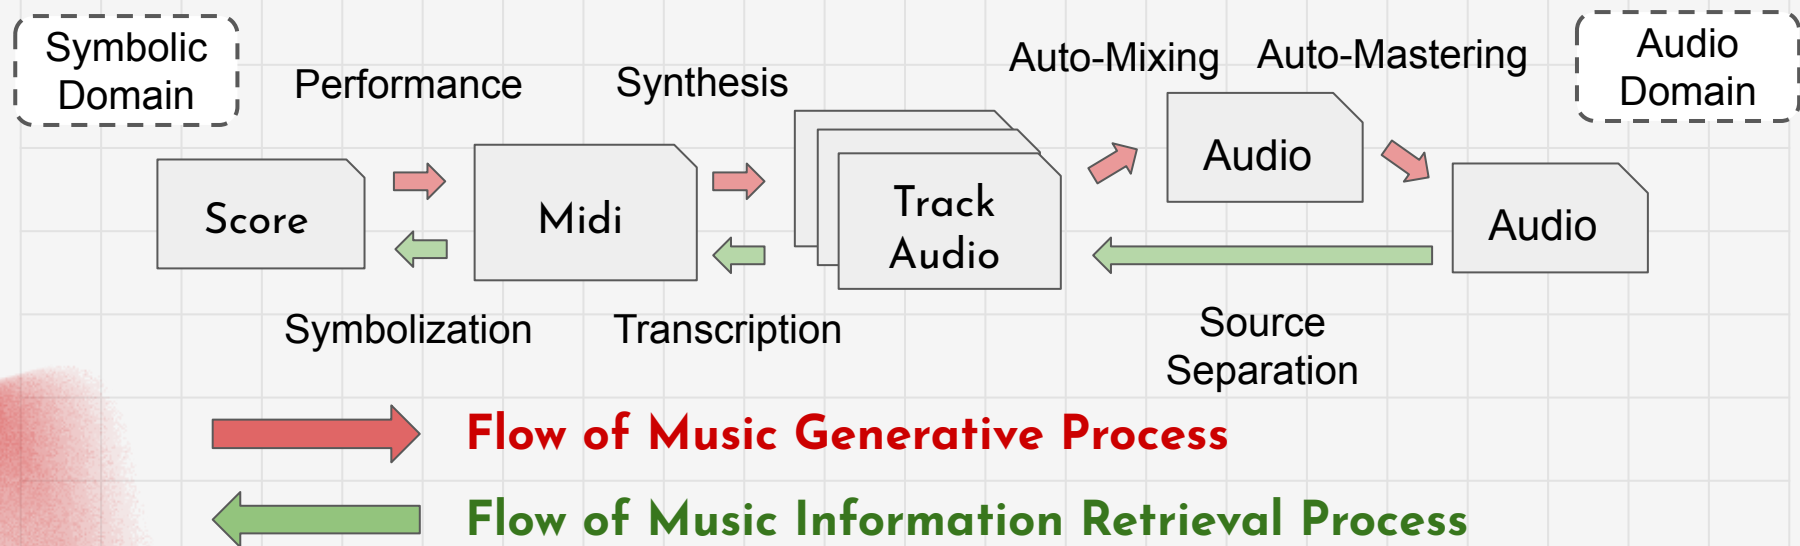 Symbolic
Domain
Performance
Synthesis
Auto-Mixing
Auto-Mastering
Audio
Domain
Score
Midi
Track
Audio
Audio
Audio
Symbolization
Transcription
Source
Separation
Flow of Music Generative Process
Flow of Music Information Retrieval Process